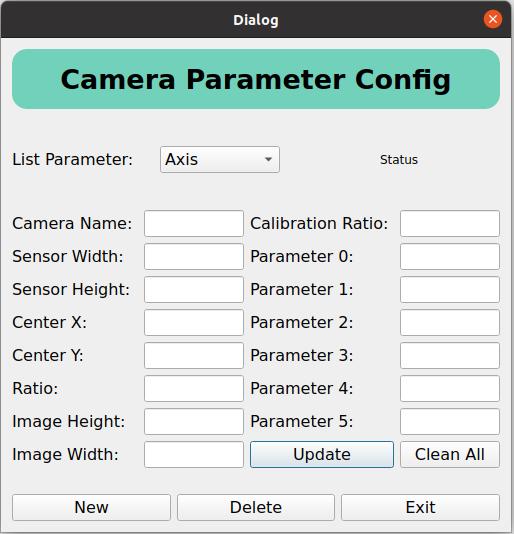 Dialog
Camera Parameter Config
List Parameter: Axis Status
Camera Name: Calibration Ratio:
Sensor Width: Parameter 0:
Sensor Height: Parameter 1:
Center X: Parameter 2:
Center Y: Parameter 3:
Ratio: Parameter 4:
Image Height: Parameter 5:
Image Width: Update Clean All
New Delete Exit